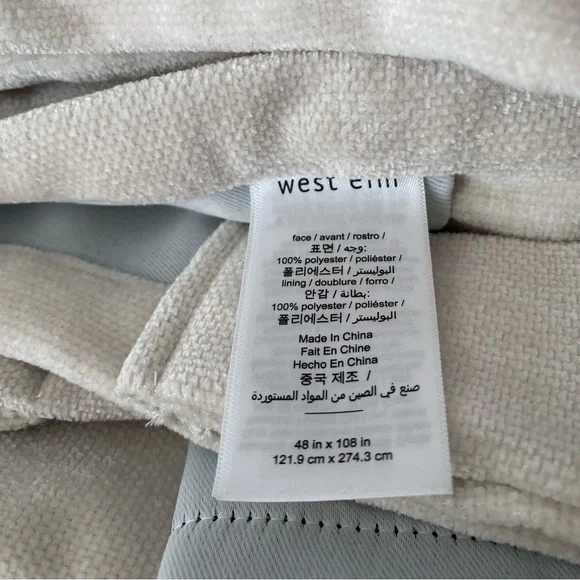 west elm
face / avant / rostro /
표면 / وجه:
100% polyester / poliéster /
폴리에스터 / البوليستر
lining / doublure / forro /
안감 / بطانة:
100% polyester / poliéster /
폴리에스터 / البوليستر
Made In China
Fait En Chine
Hecho En China
중국 제조 /
صنع في الصين من المواد المستوردة
48 in x 108 in
121.9 cm x 274.3 cm